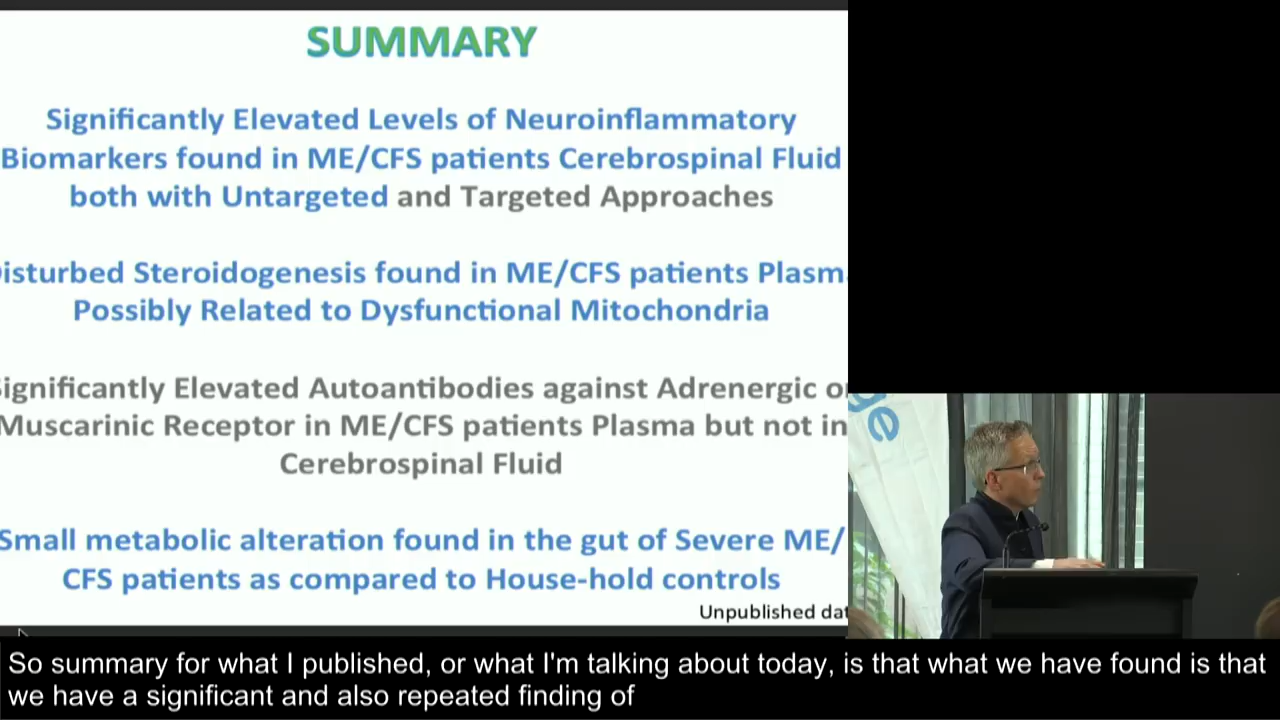 SUMMARY
Significantly Elevated Levels of Neuroinflammatory
Biomarkers found in ME/CFS patients Cerebrospinal Fluid
both with Untargeted and Targeted Approaches
isturbed Steroidogenesis found in ME/CFS patients Plasm
Possibly Related to Dysfunctional Mitochondria
ignificantly Elevated Autoantibodies against Adrenergic or
Muscarinic Receptor in ME/CFS patients Plasma but not in
Cerebrospinal Fluid
Small metabolic alteration found in the gut of Severe ME/
CFS patients as compared to House-hold controls
Unpublished dat
ge
So summary for what I published, or what I'm talking about today, is that what we have found is that
we have a significant and also repeated finding of